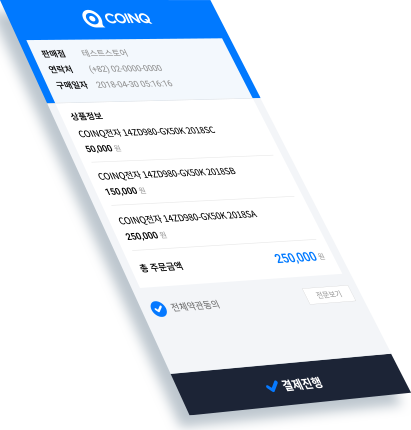 COINQ
판매점 테스트스토어
연락처 (+82) 02-0000-0000
구매일자 2018-04-30 05:16:16
상품정보
COINQ전자 14ZD980-GX50K 2018SC
50,000 원
COINQ전자 14ZD980-GX50K 2018SB
150,000 원
COINQ전자 14ZD980-GX50K 2018SA
250,000 원
총 주문금액 250,000 원
전체약관동의 전문보기
결제진행